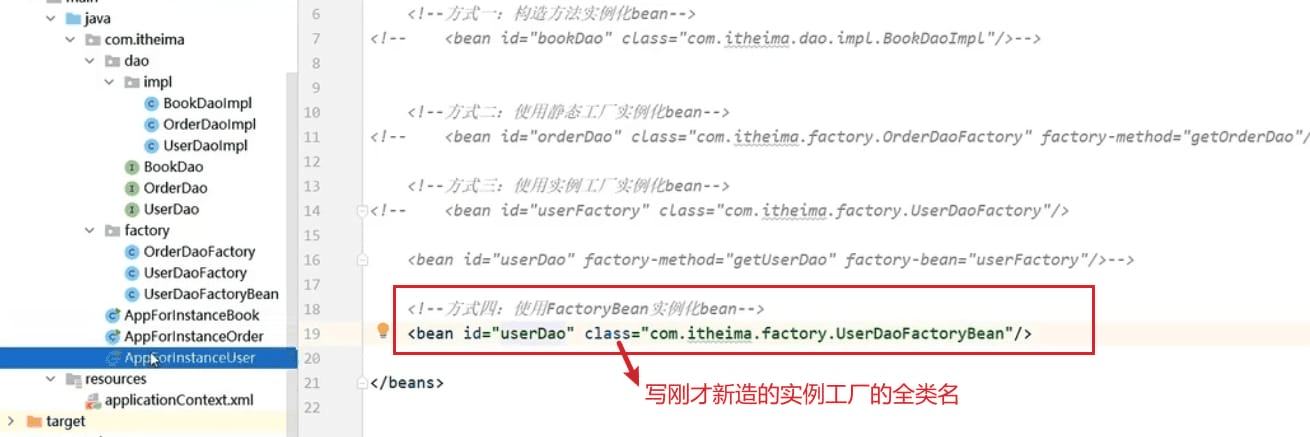 main
java
com.itheima
dao
impl
BookDaoImpl
OrderDaoImpl
UserDaoImpl
BookDao
OrderDao
UserDao
factory
OrderDaoFactory
UserDaoFactory
UserDaoFactoryBean
AppForInstanceBook
AppForInstanceOrder
AppForInstanceUser
resources
applicationContext.xml
target
6 <!--方式一：构造方法实例化bean-->
7 <!-- <bean id="bookDao" class="com.itheima.dao.impl.BookDaoImpl"/>-->
8
9
10 <!--方式二：使用静态工厂实例化bean-->
11 <!-- <bean id="orderDao" class="com.itheima.factory.OrderDaoFactory" factory-method="getOrderDao"/
12
13 <!--方式三：使用实例工厂实例化bean-->
14 <!-- <bean id="userFactory" class="com.itheima.factory.UserDaoFactory"/>
15
16 <bean id="userDao" factory-method="getUserDao" factory-bean="userFactory"/>-->
17
18 <!--方式四：使用FactoryBean实例化bean-->
19 <bean id="userDao" class="com.itheima.factory.UserDaoFactoryBean"/>
20
21 </beans>
22
写刚才新造的实例工厂的全类名